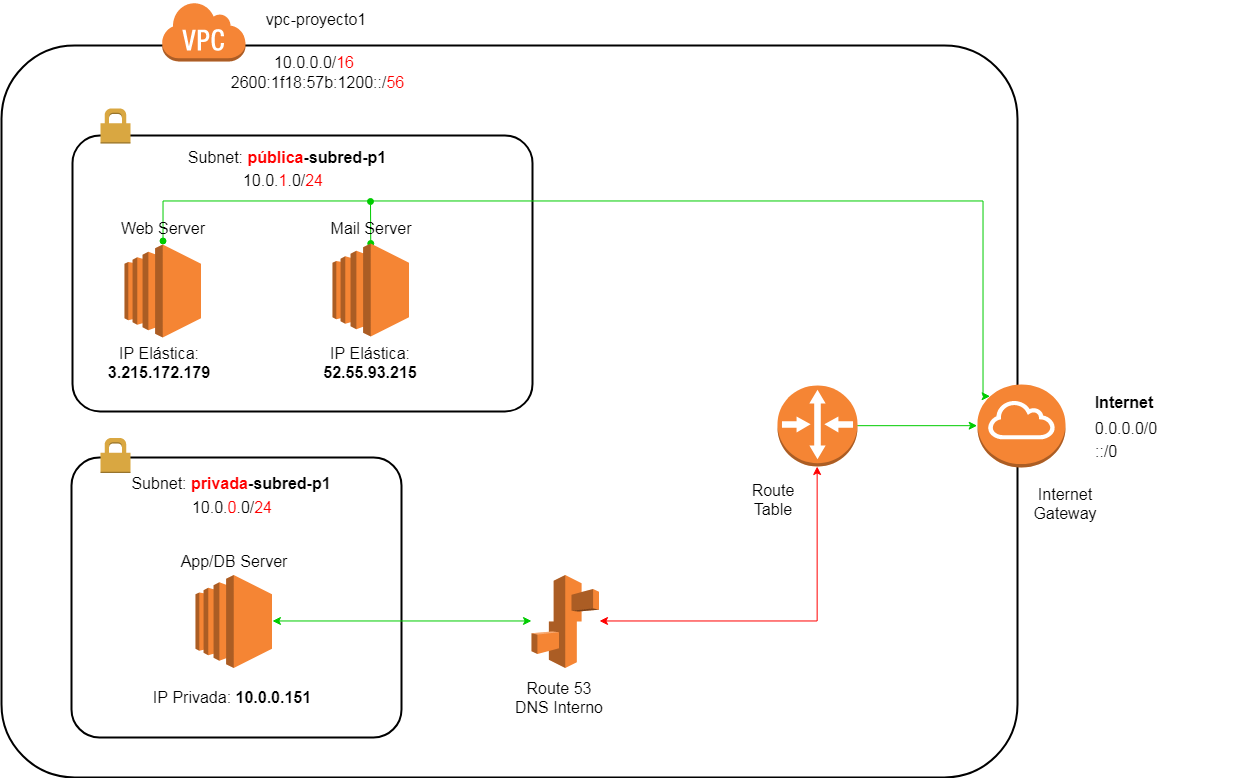 vpc-proyecto1
VPC
10.0.0.0/16
2600:1f18:57b:1200::/56
Subnet: pública-subred-p1
10.0.1.0/24
Web Server
Mail Server
IP Elástica:
3.215.172.179
IP Elástica:
52.55.93.215
Internet
0.0.0.0/0
::/0
Internet
Gateway
Route
Table
Subnet: privada-subred-p1
10.0.0.0/24
App/DB Server
IP Privada: 10.0.0.151
Route 53
DNS Interno